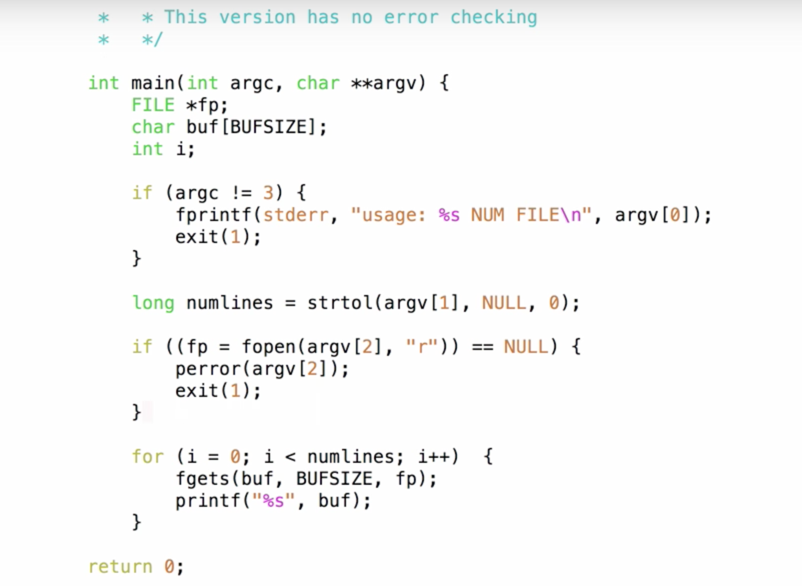 *   * This version has no error checking
*   */
int main(int argc, char **argv) {
    FILE *fp;
    char buf[BUFSIZE];
    int i;
    if (argc != 3) {
        fprintf(stderr, "usage: %s NUM FILE\n", argv[0]);
        exit(1);
    }
    long numlines = strtol(argv[1], NULL, 0);
    if ((fp = fopen(argv[2], "r")) == NULL) {
        perror(argv[2]);
        exit(1);
    }
    for (i = 0; i < numlines; i++)  {
        fgets(buf, BUFSIZE, fp);
        printf("%s", buf);
    }
return 0;